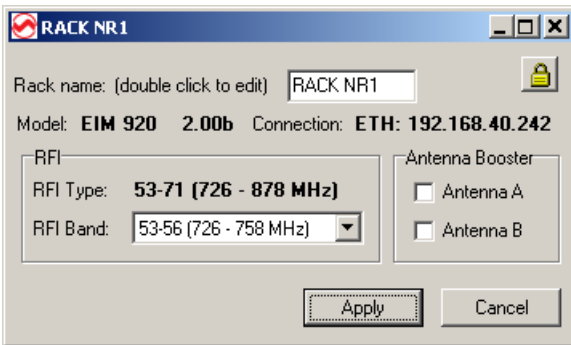 RACK NR1
Rack name: (double click to edit) RACK NR1
Model: EIM 920 2.00b Connection: ETH: 192.168.40.242
RFI
RFI Type: 53-71 (726 - 878 MHz)
RFI Band: 53-56 (726 - 758 MHz)
Antenna Booster
Antenna A
Antenna B
Apply Cancel